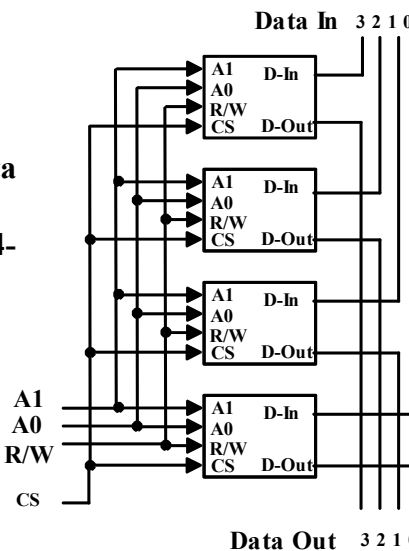 Data In 3 2 1 0
A1 D-In
A0
R/W
CS D-Out
a
A1 D-In
A0
R/W
CS D-Out
4-
A1 D-In
A0
R/W
CS D-Out
A1
A0
R/W
CS
A1 D-In
A0
R/W
CS D-Out
Data Out 3 2 1 0